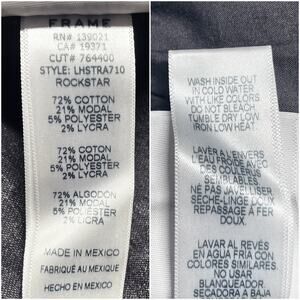 FRAME
RN# 139021
CA# 19371
CUT# 764400
STYLE: LHSTRA710
ROCKSTAR
72% COTTON
21% MODAL
5% POLYESTER
2% LYCRA
72% COTON
21% MODAL
5% POLYESTER
2% LYCRA
72% ALGODON
21% MODAL
5% POLIESTER
2% LYCRA
MADE IN MEXICO
FABRIQUÉ AU MEXIQUE
HECHO EN MEXICO
WASH INSIDE OUT
IN COLD WATER
WITH LIKE COLORS
DO NOT BLEACH.
TUMBLE DRY LOW
IRON LOW HEAT
LAVER À L'ENVERS
L'EAU FROIDE AVEC
DES COULEURS
SEMBLABLES
NE PAS JAVELLISER
SÈCHE-LINGE DOUX
REPASSAGE À FER
DOUX.
LAVAR AL REVÉS
EN AGUA FRIA CON
COLORES SIMILARES.
NO USAR
BLANQUEADOR
SECADORA A BAJA